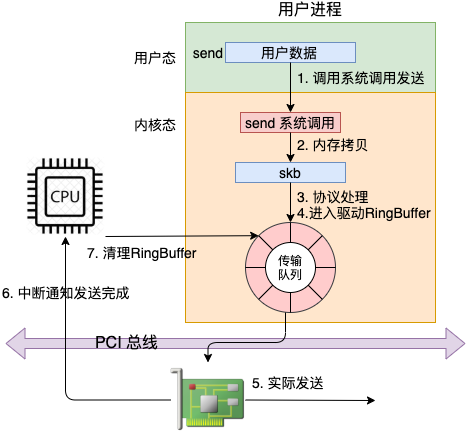 用户进程
用户态
send
用户数据
1. 调用系统调用发送
内核态
send 系统调用
2. 内存拷贝
skb
3. 协议处理
4.进入驱动RingBuffer
CPU
7. 清理RingBuffer
传输
队列
6. 中断通知发送完成
PCI 总线
5. 实际发送